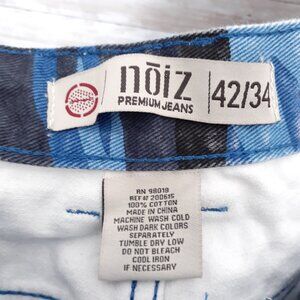 nōiz
PREMIUM JEANS
42/34
RN 98019
REF# 200615
100% COTTON
MADE IN CHINA
MACHINE WASH COLD
WASH DARK COLORS
SEPARATELY
TUMBLE DRY LOW
DO NOT BLEACH
COOL IRON
IF NECESSARY